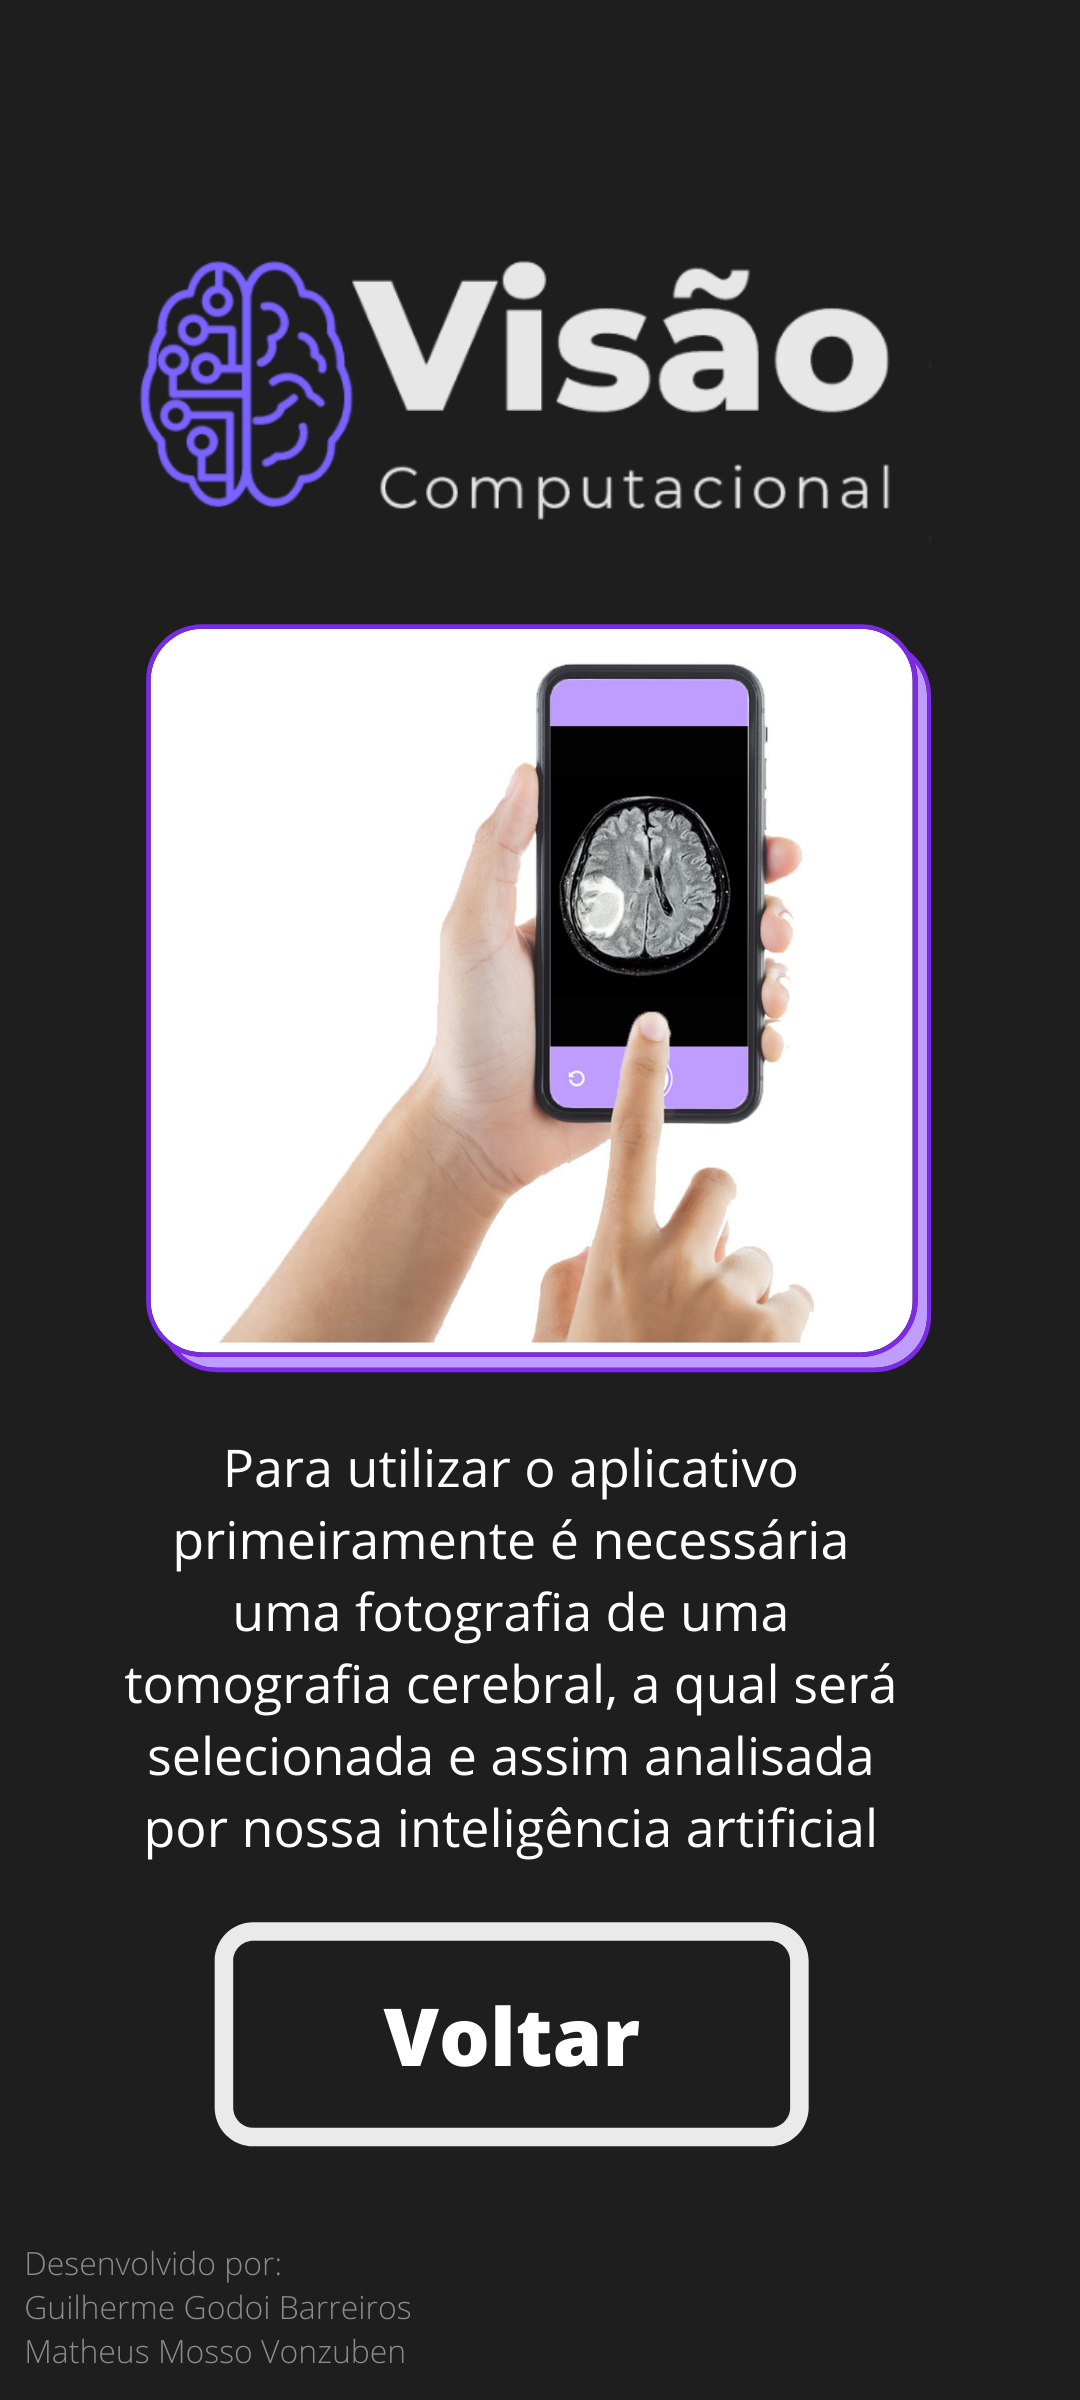 Visão
Computacional
Para utilizar o aplicativo
primeiramente é necessária
uma fotografia de uma
tomografia cerebral, a qual será
selecionada e assim analisada
por nossa inteligência artificial
Voltar
Desenvolvido por:
Guilherme Godoi Barreiros
Matheus Mosso Vonzuben